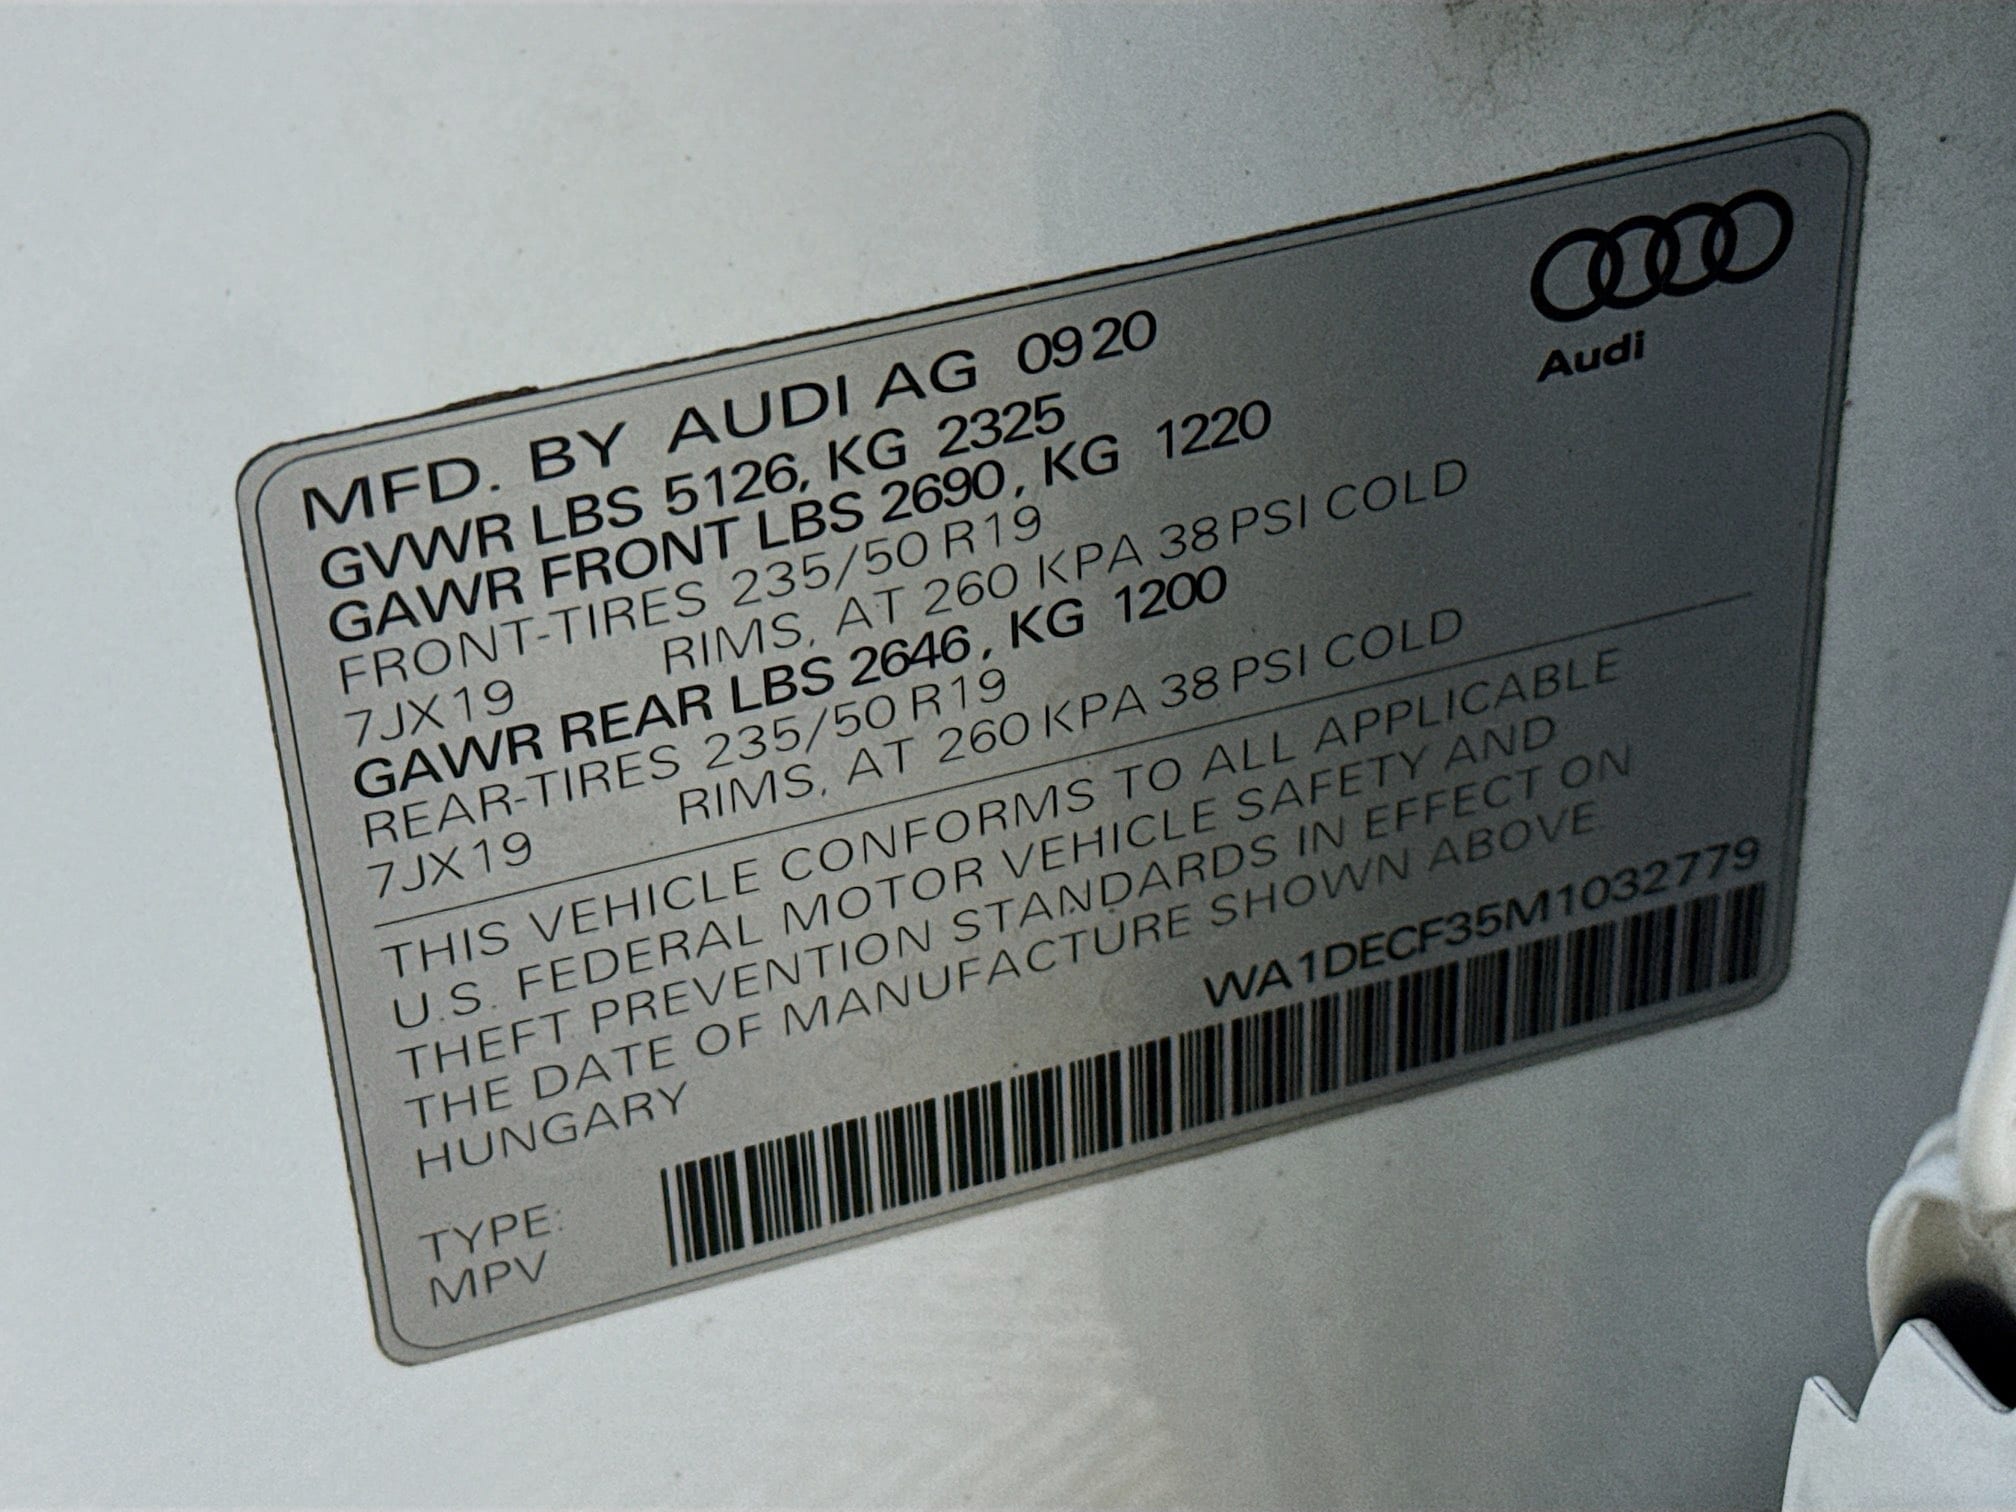 Audi
MFD. BY AUDI AG 0920
GVWR LBS 5126, KG 2325
GAWR FRONT LBS 2690, KG 1220
FRONT-TIRES 235/50 R19
7JX19 RIMS, AT 260 KPA 38 PSI COLD
GAWR REAR LBS 2646, KG 1200
REAR-TIRES 235/50 R19
7JX19 RIMS, AT 260 KPA 38 PSI COLD
THIS VEHICLE CONFORMS TO ALL APPLICABLE
U.S. FEDERAL MOTOR VEHICLE SAFETY AND
THEFT PREVENTION STANDARDS IN EFFECT ON
THE DATE OF MANUFACTURE SHOWN ABOVE.
HUNGARY
WA1DECF35M1032779
TYPE:
MPV